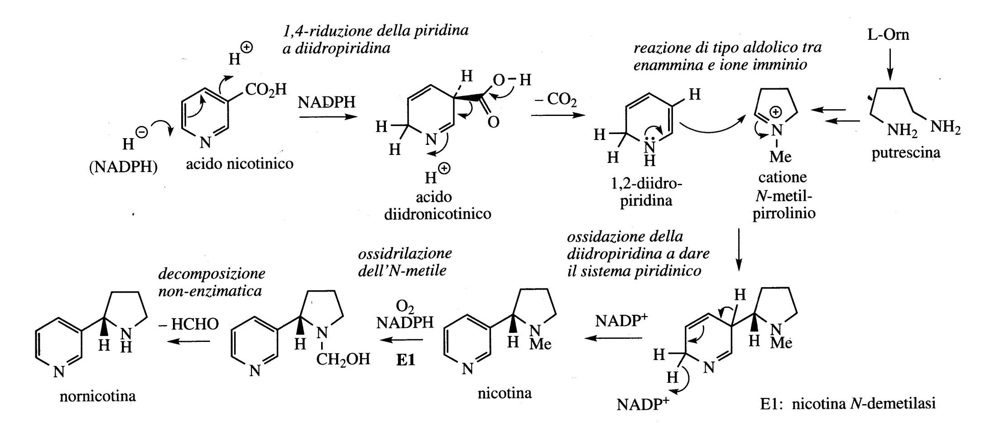 1,4-riduzione della piridina
a diidropiridina
H⊕
CO₂H
N
H⊖
(NADPH)
acido nicotinico
NADPH
H
O–H
O
H
H
N
H⊕
acido
diidronicotinico
– CO₂
reazione di tipo aldolico tra
enammina e ione imminio
H
H
H
N
H
1,2-diidro-
piridina
⊕
N
Me
catione
N-metil-
pirrolinio
L-Orn
NH₂
NH₂
putrescina
ossidazione della
diidropiridina a dare
il sistema piridinico
H
H
H
N
H
N
Me
NADP⁺
NADP⁺
E1: nicotina N-demetilasi
N
H
N
Me
nicotina
ossidrilazione
dell'N-metile
O₂
NADPH
E1
N
H
N
CH₂OH
decomposizione
non-enzimatica
– HCHO
N
H
N
H
nornicotina